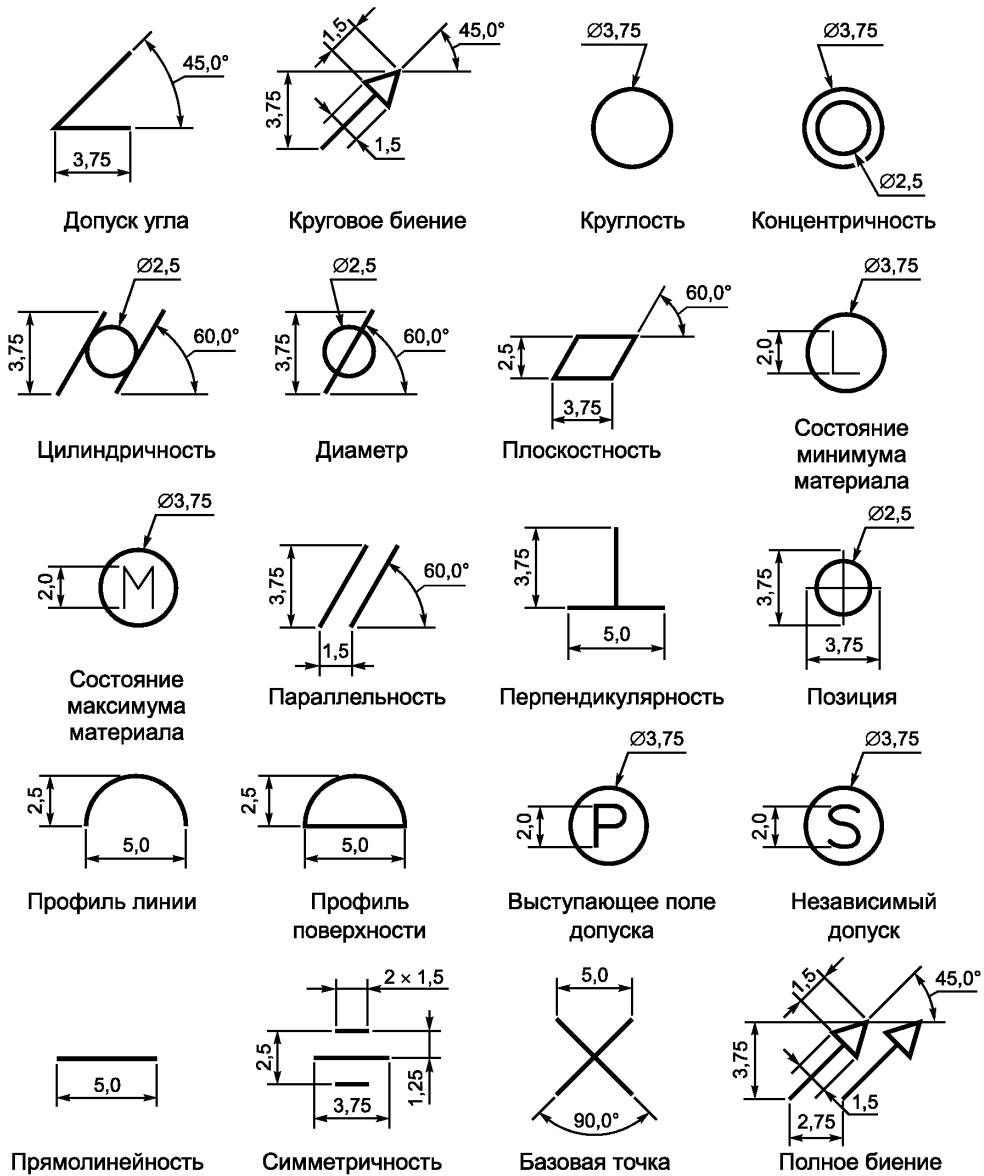 45,0°
3,75
Допуск угла
1,5
45,0°
3,75
1,5
Круговое биение
Ø3,75
Круглость
Ø3,75
Ø2,5
Концентричность
Ø2,5
3,75
60,0°
Цилиндричность
Ø2,5
3,75
60,0°
Диаметр
60,0°
2,5
3,75
Плоскостность
Ø3,75
2,0
L
Состояние
минимума
материала
Ø3,75
2,0
M
Состояние
максимума
материала
3,75
60,0°
1,5
Параллельность
3,75
5,0
Перпендикулярность
Ø2,5
3,75
3,75
Позиция
2,5
5,0
Профиль линии
2,5
5,0
Профиль
поверхности
Ø3,75
2,0
P
Выступающее поле
допуска
Ø3,75
2,0
S
Независимый
допуск
5,0
Прямолинейность
2 × 1,5
2,5
1,25
3,75
Симметричность
5,0
90,0°
Базовая точка
1,5
45,0°
3,75
1,5
2,75
Полное биение